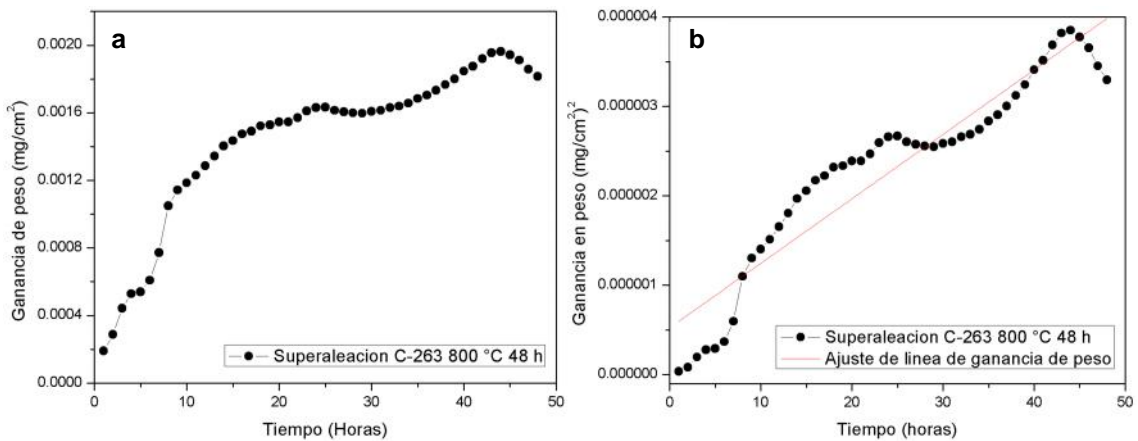 a
0.0020
0.0016
0.0012
0.0008
0.0004
0.0000
Ganancia de peso (mg/cm²)
Superaleacion C-263 800 °C 48 h
0 10 20 30 40 50
Tiempo (Horas)
b
0.000004
0.000003
0.000002
0.000001
0.000000
Ganancia en peso (mg/cm²)²
Superaleacion C-263 800 °C 48 h
Ajuste de linea de ganancia de peso
0 10 20 30 40 50
Tiempo (horas)